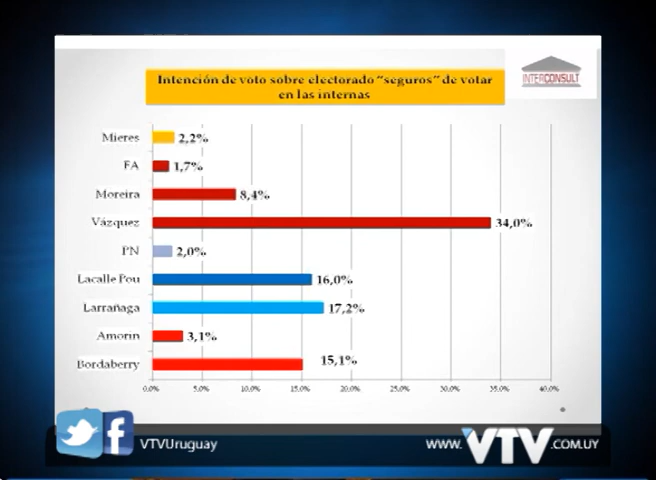 Intención de voto sobre electorado "seguros" de votar
en las internas
INTERCONSULT
Mieres 2,2%
FA 1,7%
Moreira 8,4%
Vázquez 34,0%
PN 2,0%
Lacalle Pou 16,0%
Larrañaga 17,2%
Amorin 3,1%
Bordaberry 15,1%
0,0% 5,0% 10,0% 15,0% 20,0% 25,0% 30,0% 35,0% 40,0%
VTVUruguay
WWW.VTV.COM.UY